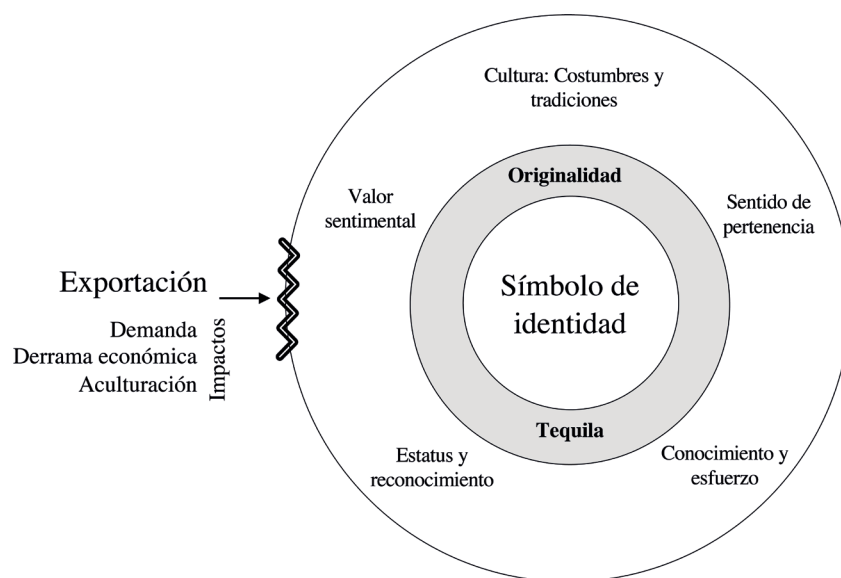 Cultura: Costumbres y
tradiciones
Originalidad
Valor
sentimental
Sentido de
pertenencia
Símbolo de
identidad
Exportación
Demanda
Derrama económica
Aculturación
Impactos
Tequila
Estatus y
reconocimiento
Conocimiento y
esfuerzo